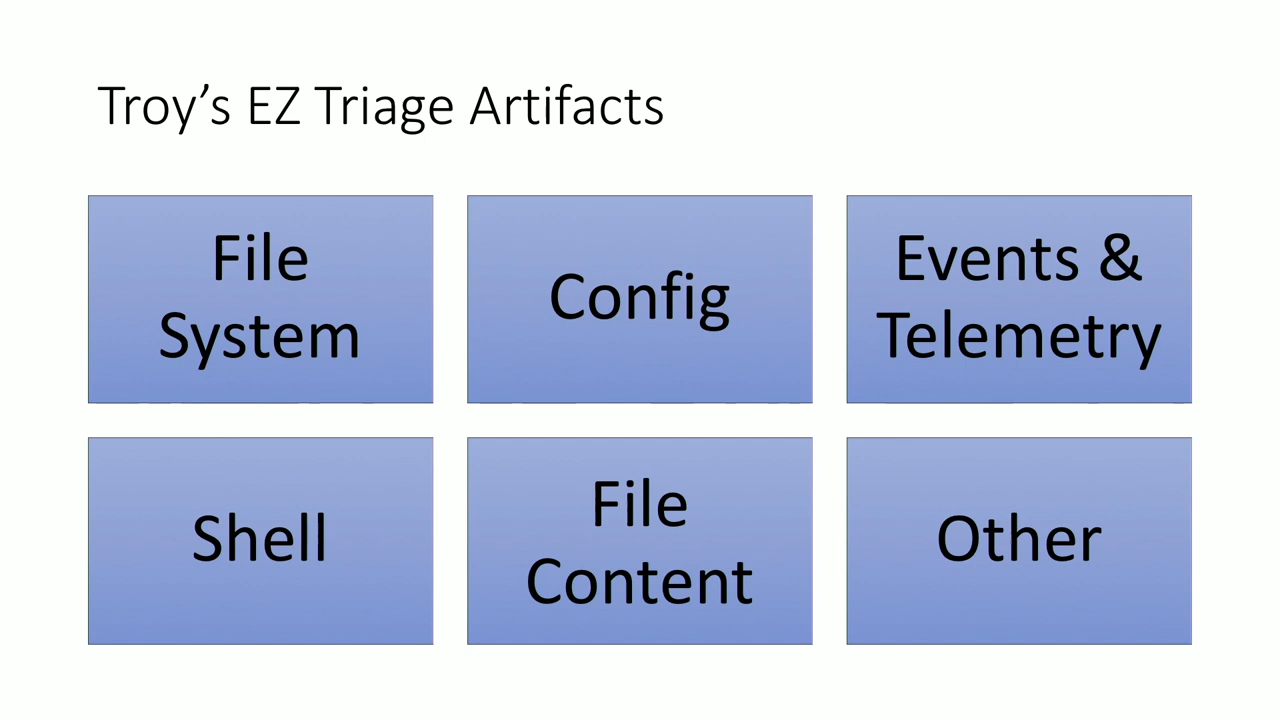 Troy's EZ Triage Artifacts
File
System
Config
Events &
Telemetry
Shell
File
Content
Other